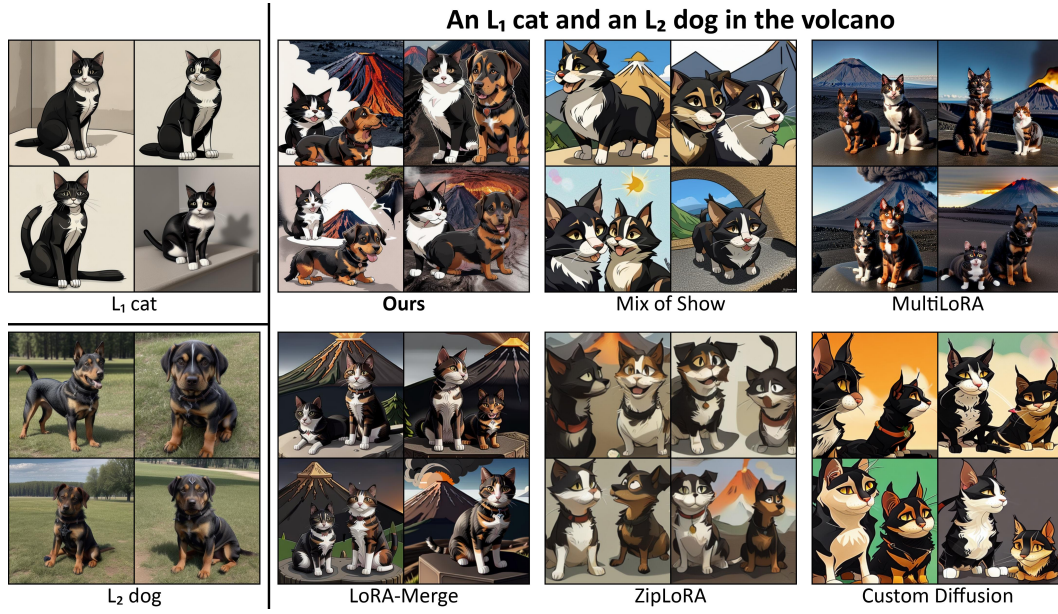 An L₁ cat and an L₂ dog in the volcano
L₁ cat
Ours
Mix of Show
MultiLoRA
L₂ dog
LoRA-Merge
ZipLoRA
Custom Diffusion